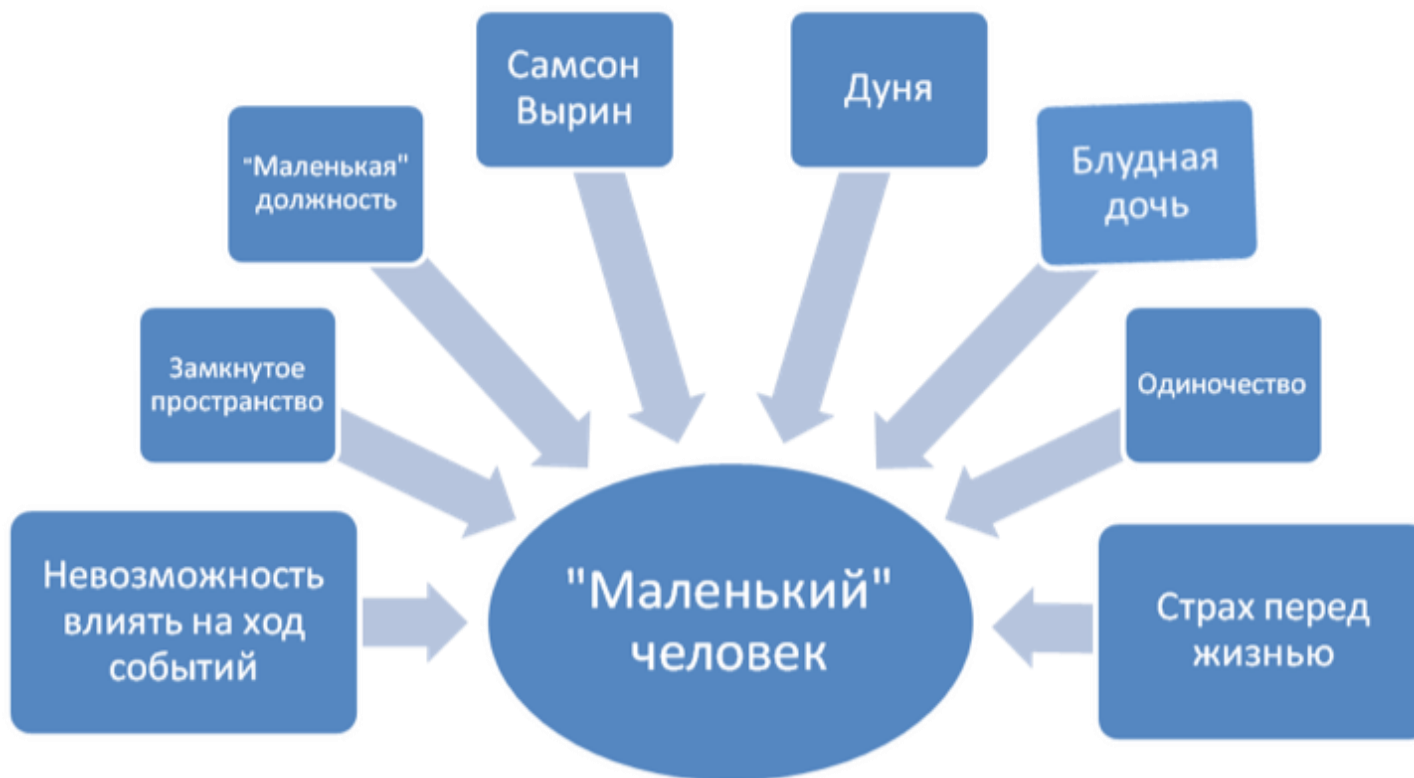 Самсон
Вырин
Дуня
"Маленькая"
должность
Блудная
дочь
Замкнутое
пространство
Одиночество
Невозможность
влиять на ход
событий
"Маленький"
человек
Страх перед
жизнью